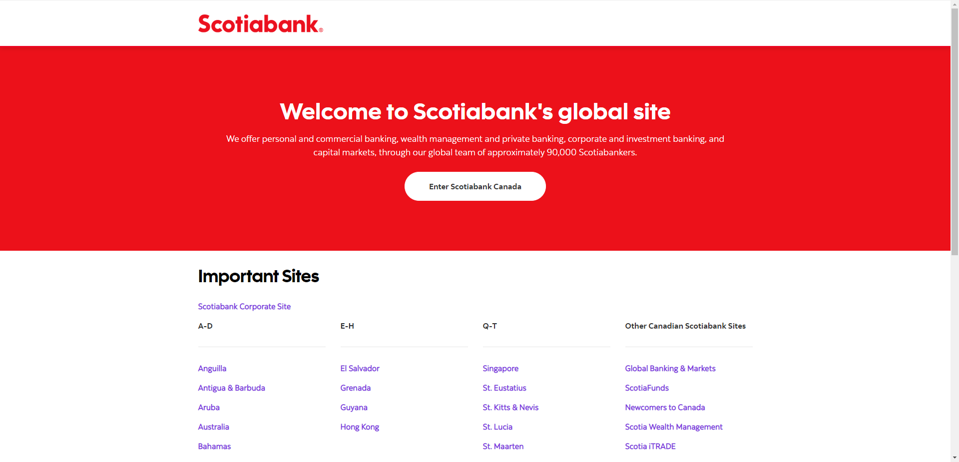 Scotiabank®
Welcome to Scotiabank's global site
We offer personal and commercial banking, wealth management and private banking, corporate and investment banking, and
capital markets, through our global team of approximately 90,000 Scotiabankers.
Enter Scotiabank Canada
Important Sites
Scotiabank Corporate Site
A-D
Anguilla
Antigua & Barbuda
Aruba
Australia
Bahamas
E-H
El Salvador
Grenada
Guyana
Hong Kong
Q-T
Singapore
St. Eustatius
St. Kitts & Nevis
St. Lucia
St. Maarten
Other Canadian Scotiabank Sites
Global Banking & Markets
ScotiaFunds
Newcomers to Canada
Scotia Wealth Management
Scotia iTRADE